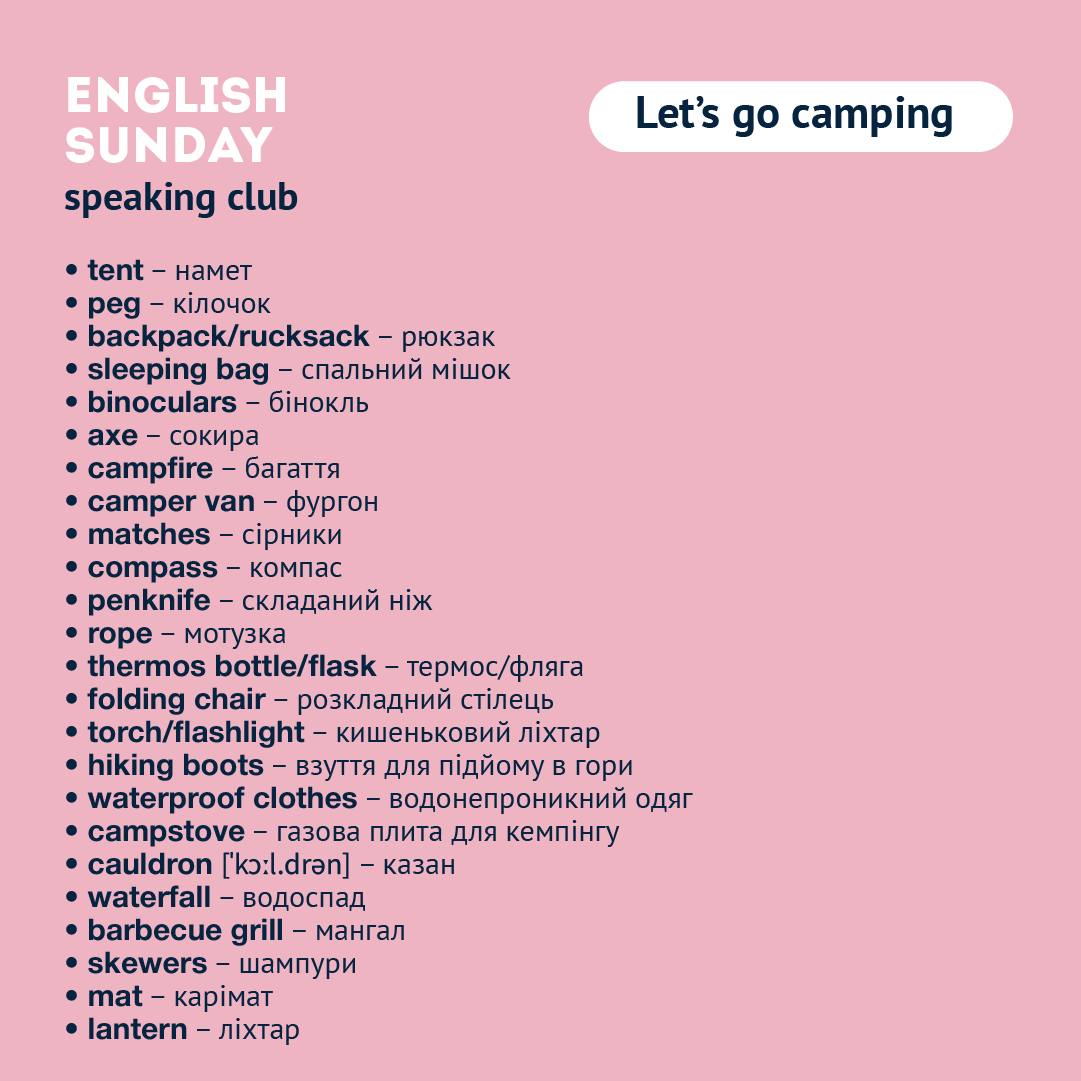 ENGLISH
SUNDAY
speaking club
Let's go camping
• tent – намет
• peg – кілочок
• backpack/rucksack – рюкзак
• sleeping bag – спальний мішок
• binoculars – бінокль
• axe – сокира
• campfire – багаття
• camper van – фургон
• matches – сірники
• compass – компас
• penknife – складаний ніж
• rope – мотузка
• thermos bottle/flask – термос/фляга
• folding chair – розкладний стілець
• torch/flashlight – кишеньковий ліхтар
• hiking boots – взуття для підйому в гори
• waterproof clothes – водонепроникний одяг
• campstove – газова плита для кемпінгу
• cauldron [ˈkɔːl.drən] – казан
• waterfall – водоспад
• barbecue grill – мангал
• skewers – шампури
• mat – карімат
• lantern – ліхтар